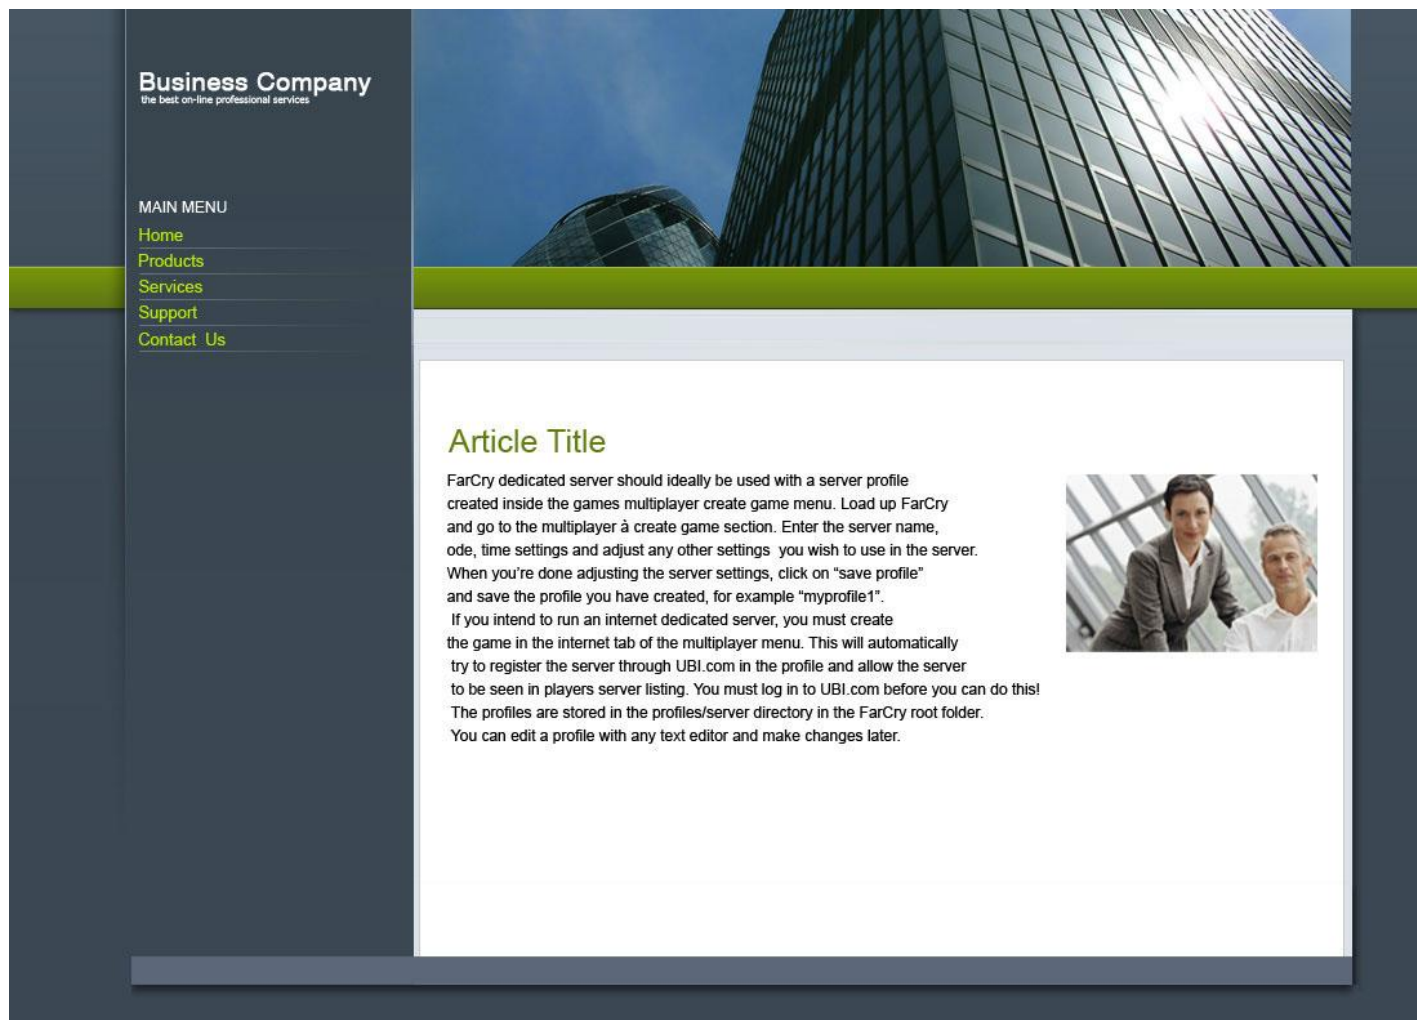 Business Company
the best on-line professional services
MAIN MENU
Home
Products
Services
Support
Contact Us
Article Title
FarCry dedicated server should ideally be used with a server profile
created inside the games multiplayer create game menu. Load up FarCry
and go to the multiplayer à create game section. Enter the server name,
ode, time settings and adjust any other settings you wish to use in the server.
When you’re done adjusting the server settings, click on “save profile”
and save the profile you have created, for example “myprofile1”.
If you intend to run an internet dedicated server, you must create
the game in the internet tab of the multiplayer menu. This will automatically
try to register the server through UBI.com in the profile and allow the server
to be seen in players server listing. You must log in to UBI.com before you can do this!
The profiles are stored in the profiles/server directory in the FarCry root folder.
You can edit a profile with any text editor and make changes later.